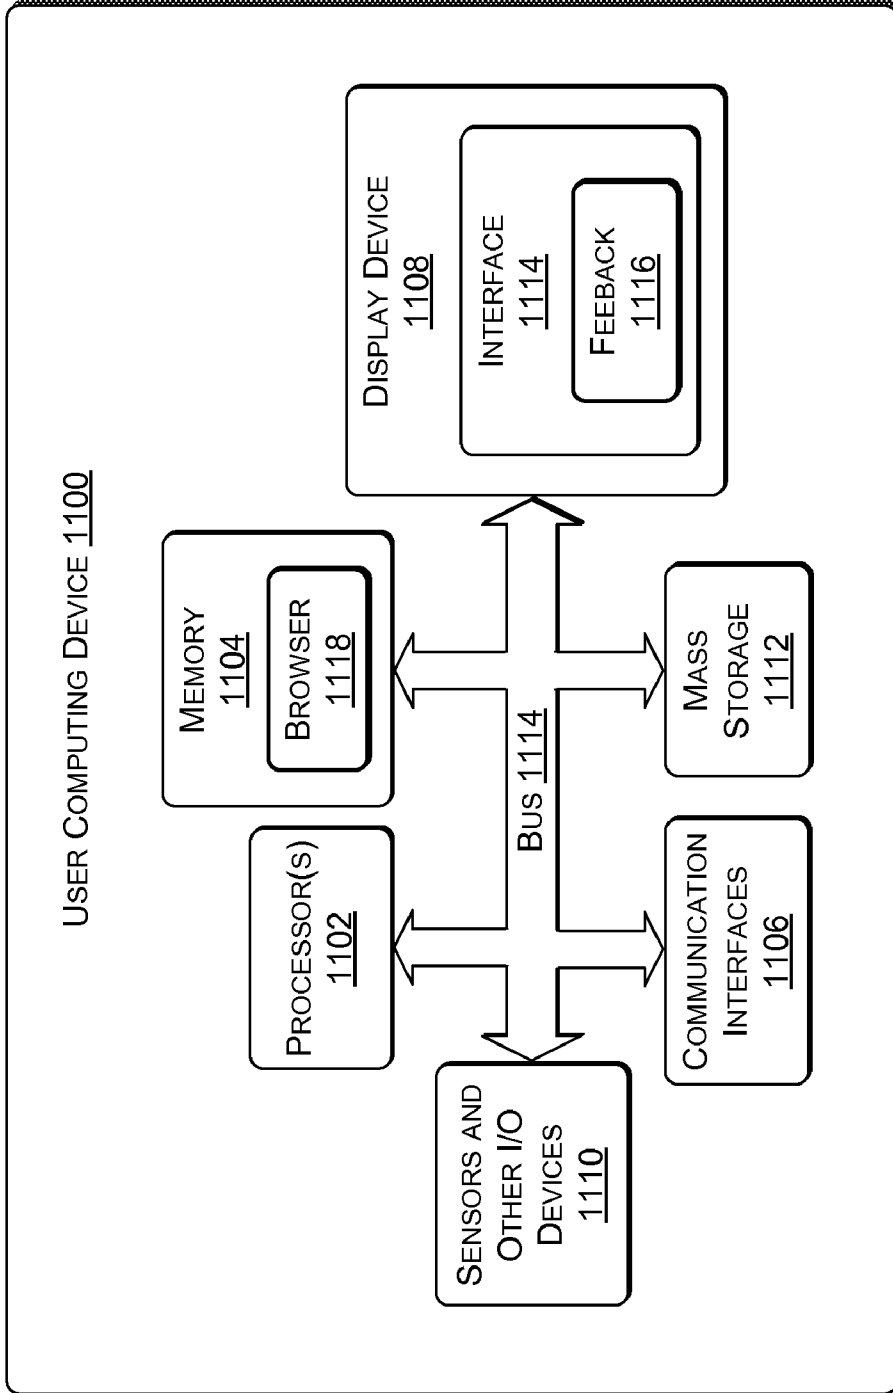 USER COMPUTING DEVICE 1100
PROCESSOR(S)
1102
MEMORY
1104
BROWSER
1118
SENSORS AND
OTHER I/O
DEVICES
1110
BUS 1114
DISPLAY DEVICE
1108
INTERFACE
1114
FEEBACK
1116
COMMUNICATION
INTERFACES
1106
MASS
STORAGE
1112